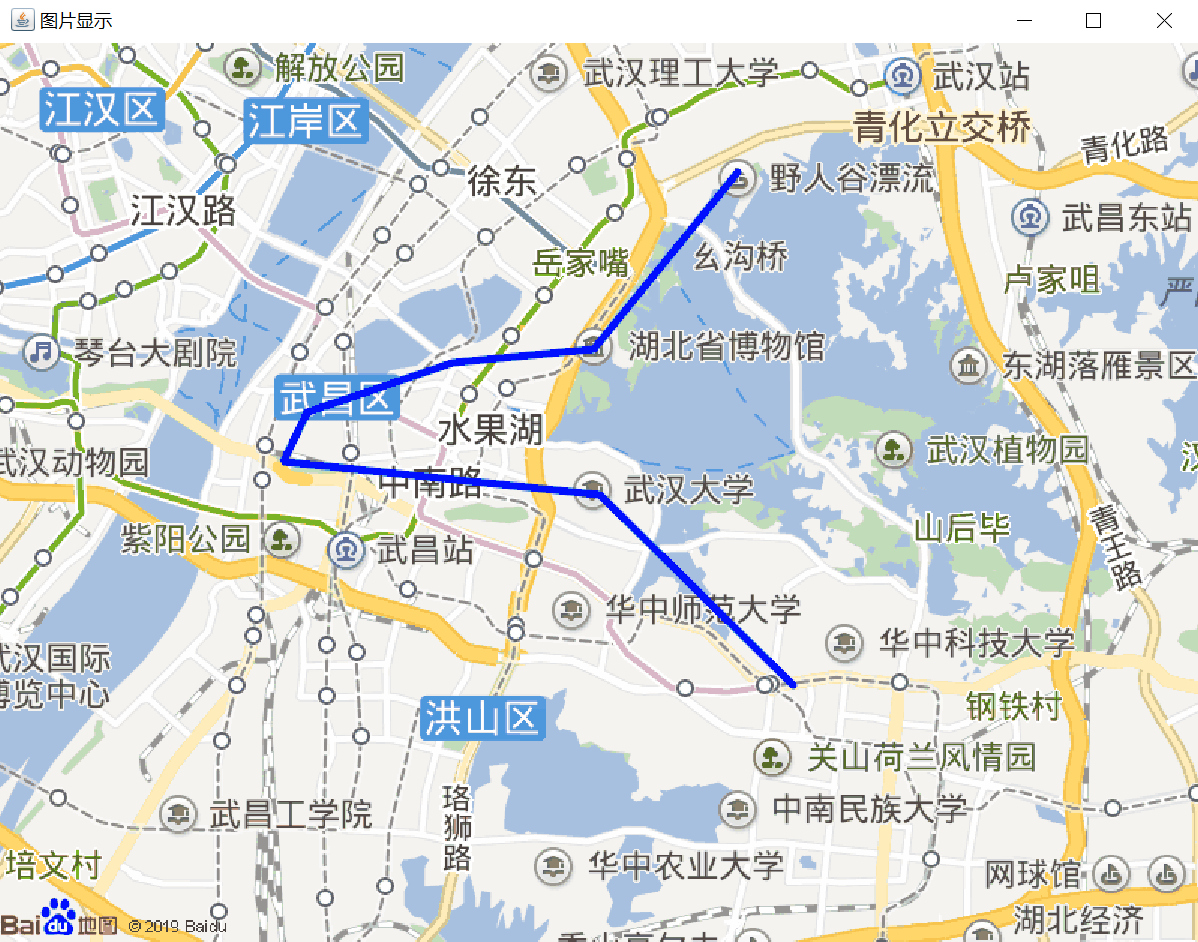 图片显示
解放公园
武汉理工大学
武汉站
江汉区
江岸区
青化立交桥
青化路
徐东
野人谷漂流
江汉路
武昌东站
岳家嘴
幺沟桥
卢家咀
严
琴台大剧院
湖北省博物馆
东湖落雁景区
武昌区
水果湖
武汉植物园
汉
武汉动物园
中南路
武汉大学
紫阳公园
武昌站
山后毕
青王路
华中师范大学
武汉国际
博览中心
华中科技大学
钢铁村
洪山区
关山荷兰风情园
珞狮路
武昌工学院
中南民族大学
培文村
华中农业大学
网球馆
Bai du 地图 © 2019 Baidu
湖北经济